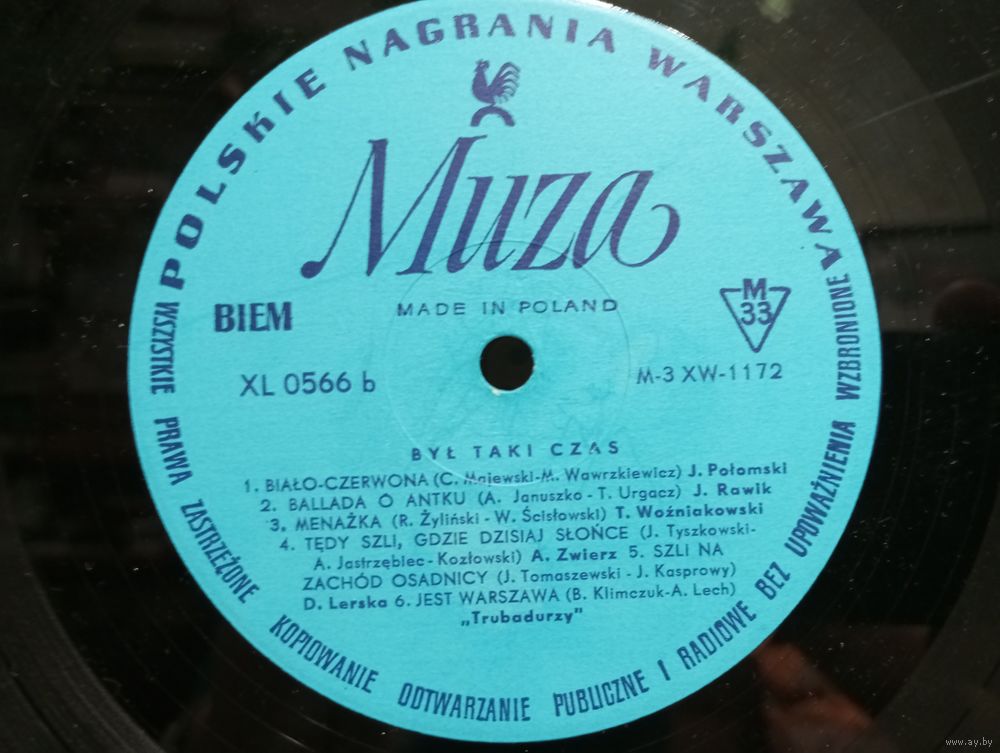 POLSKIE NAGRANIA WARSZAWA
Muza
MADE IN POLAND
BIEM
M
33
XL 0566 b
M-3 XW-1172
BYŁ TAKI CZAS
1. BIAŁO-CZERWONA (C. Majewski-M. Wawrzkiewicz) J. Połomski
2. BALLADA O ANTKU (A. Januszko - T. Urgacz) J. Rawik
3. MENAŻKA (R. Żyliński - W. Ścisłowski) T. Woźniakowski
4. TĘDY SZLI, GDZIE DZISIAJ SŁOŃCE (J. Tyszkowski-
A. Jastrzębiec-Kozłowski) A. Zwierz 5. SZLI NA
ZACHÓD OSADNICY (J. Tomaszewski - J. Kasprowy)
D. Lerska 6. JEST WARSZAWA (B. Klimczuk-A. Lech)
„Trubadurzy"
WSZYSTKIE PRAWA ZASTRZEŻONE KOPIOWANIE ODTWARZANIE PUBLICZNE I RADIOWE BEZ UPOWAŻNIENIA WZBRONIONE
www.ay.by